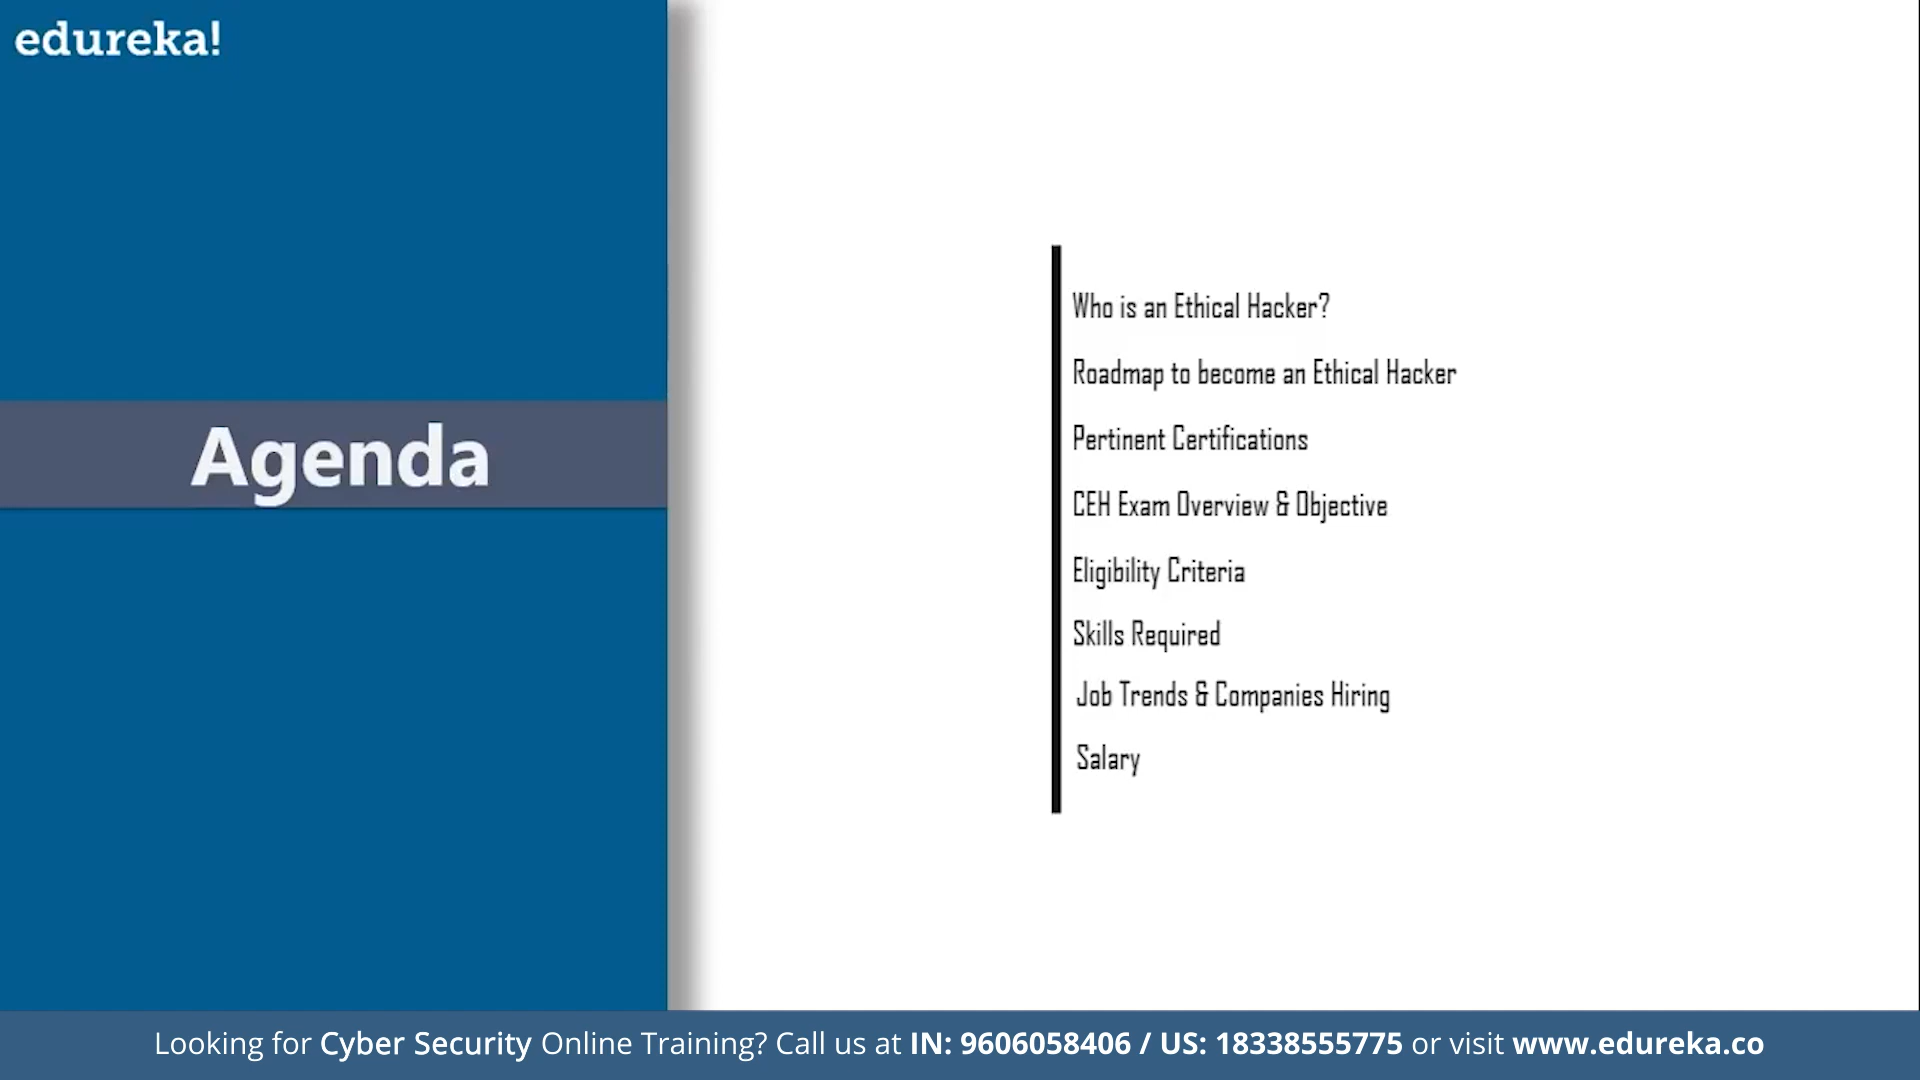 edureka!
Agenda
Who is an Ethical Hacker?
Roadmap to become an Ethical Hacker
Pertinent Certifications
CEH Exam Overview & Objective
Eligibility Criteria
Skills Required
Job Trends & Companies Hiring
Salary
Looking for Cyber Security Online Training? Call us at IN: 9606058406 / US: 18338555775 or visit www.edureka.co